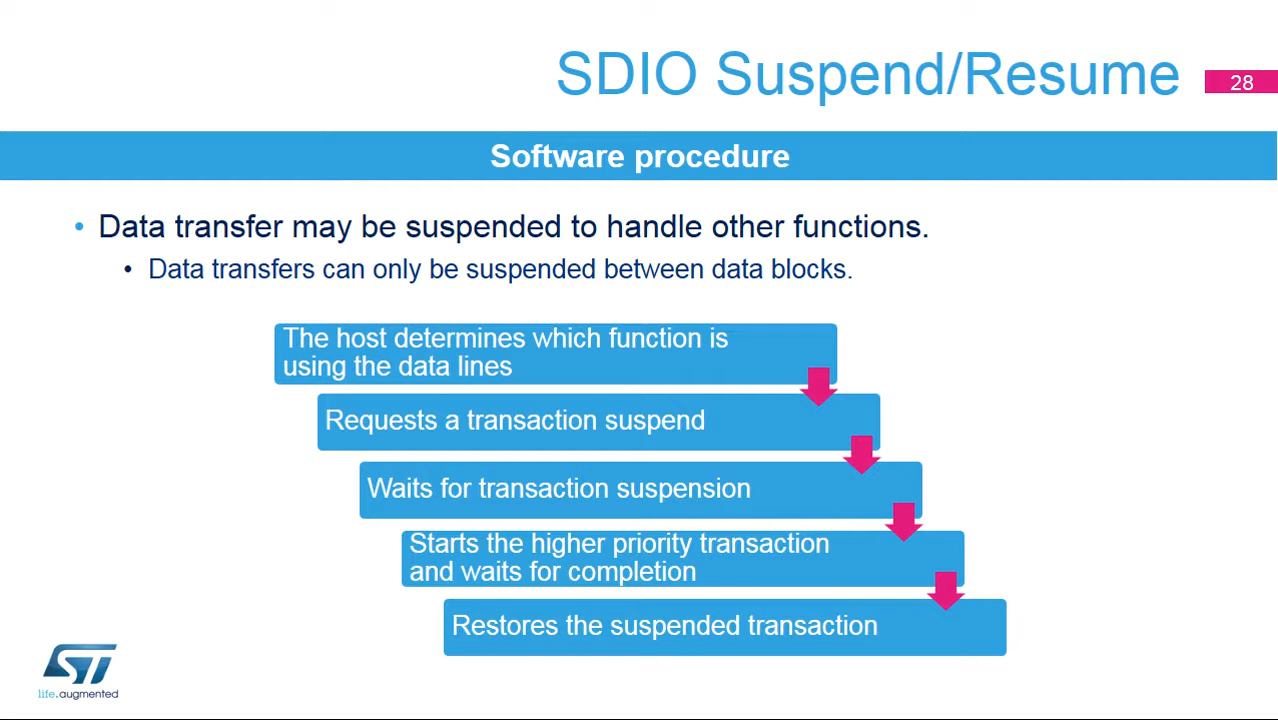 SDIO Suspend/Resume
28
Software procedure
• Data transfer may be suspended to handle other functions.
• Data transfers can only be suspended between data blocks.
The host determines which function is
using the data lines
Requests a transaction suspend
Waits for transaction suspension
Starts the higher priority transaction
and waits for completion
Restores the suspended transaction
ST
life.augmented